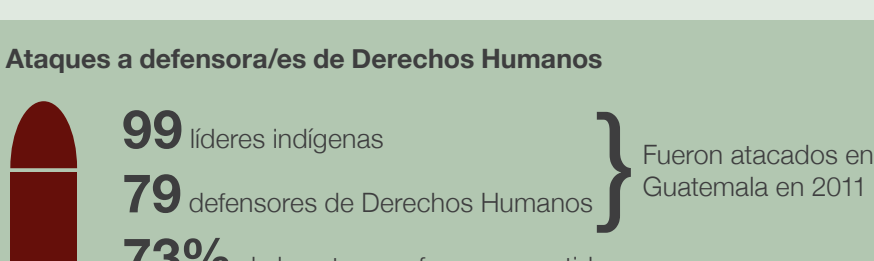 Ataques a defensora/es de Derechos Humanos
99 líderes indígenas
79 defensores de Derechos Humanos
}
Fueron atacados en
Guatemala en 2011
73%